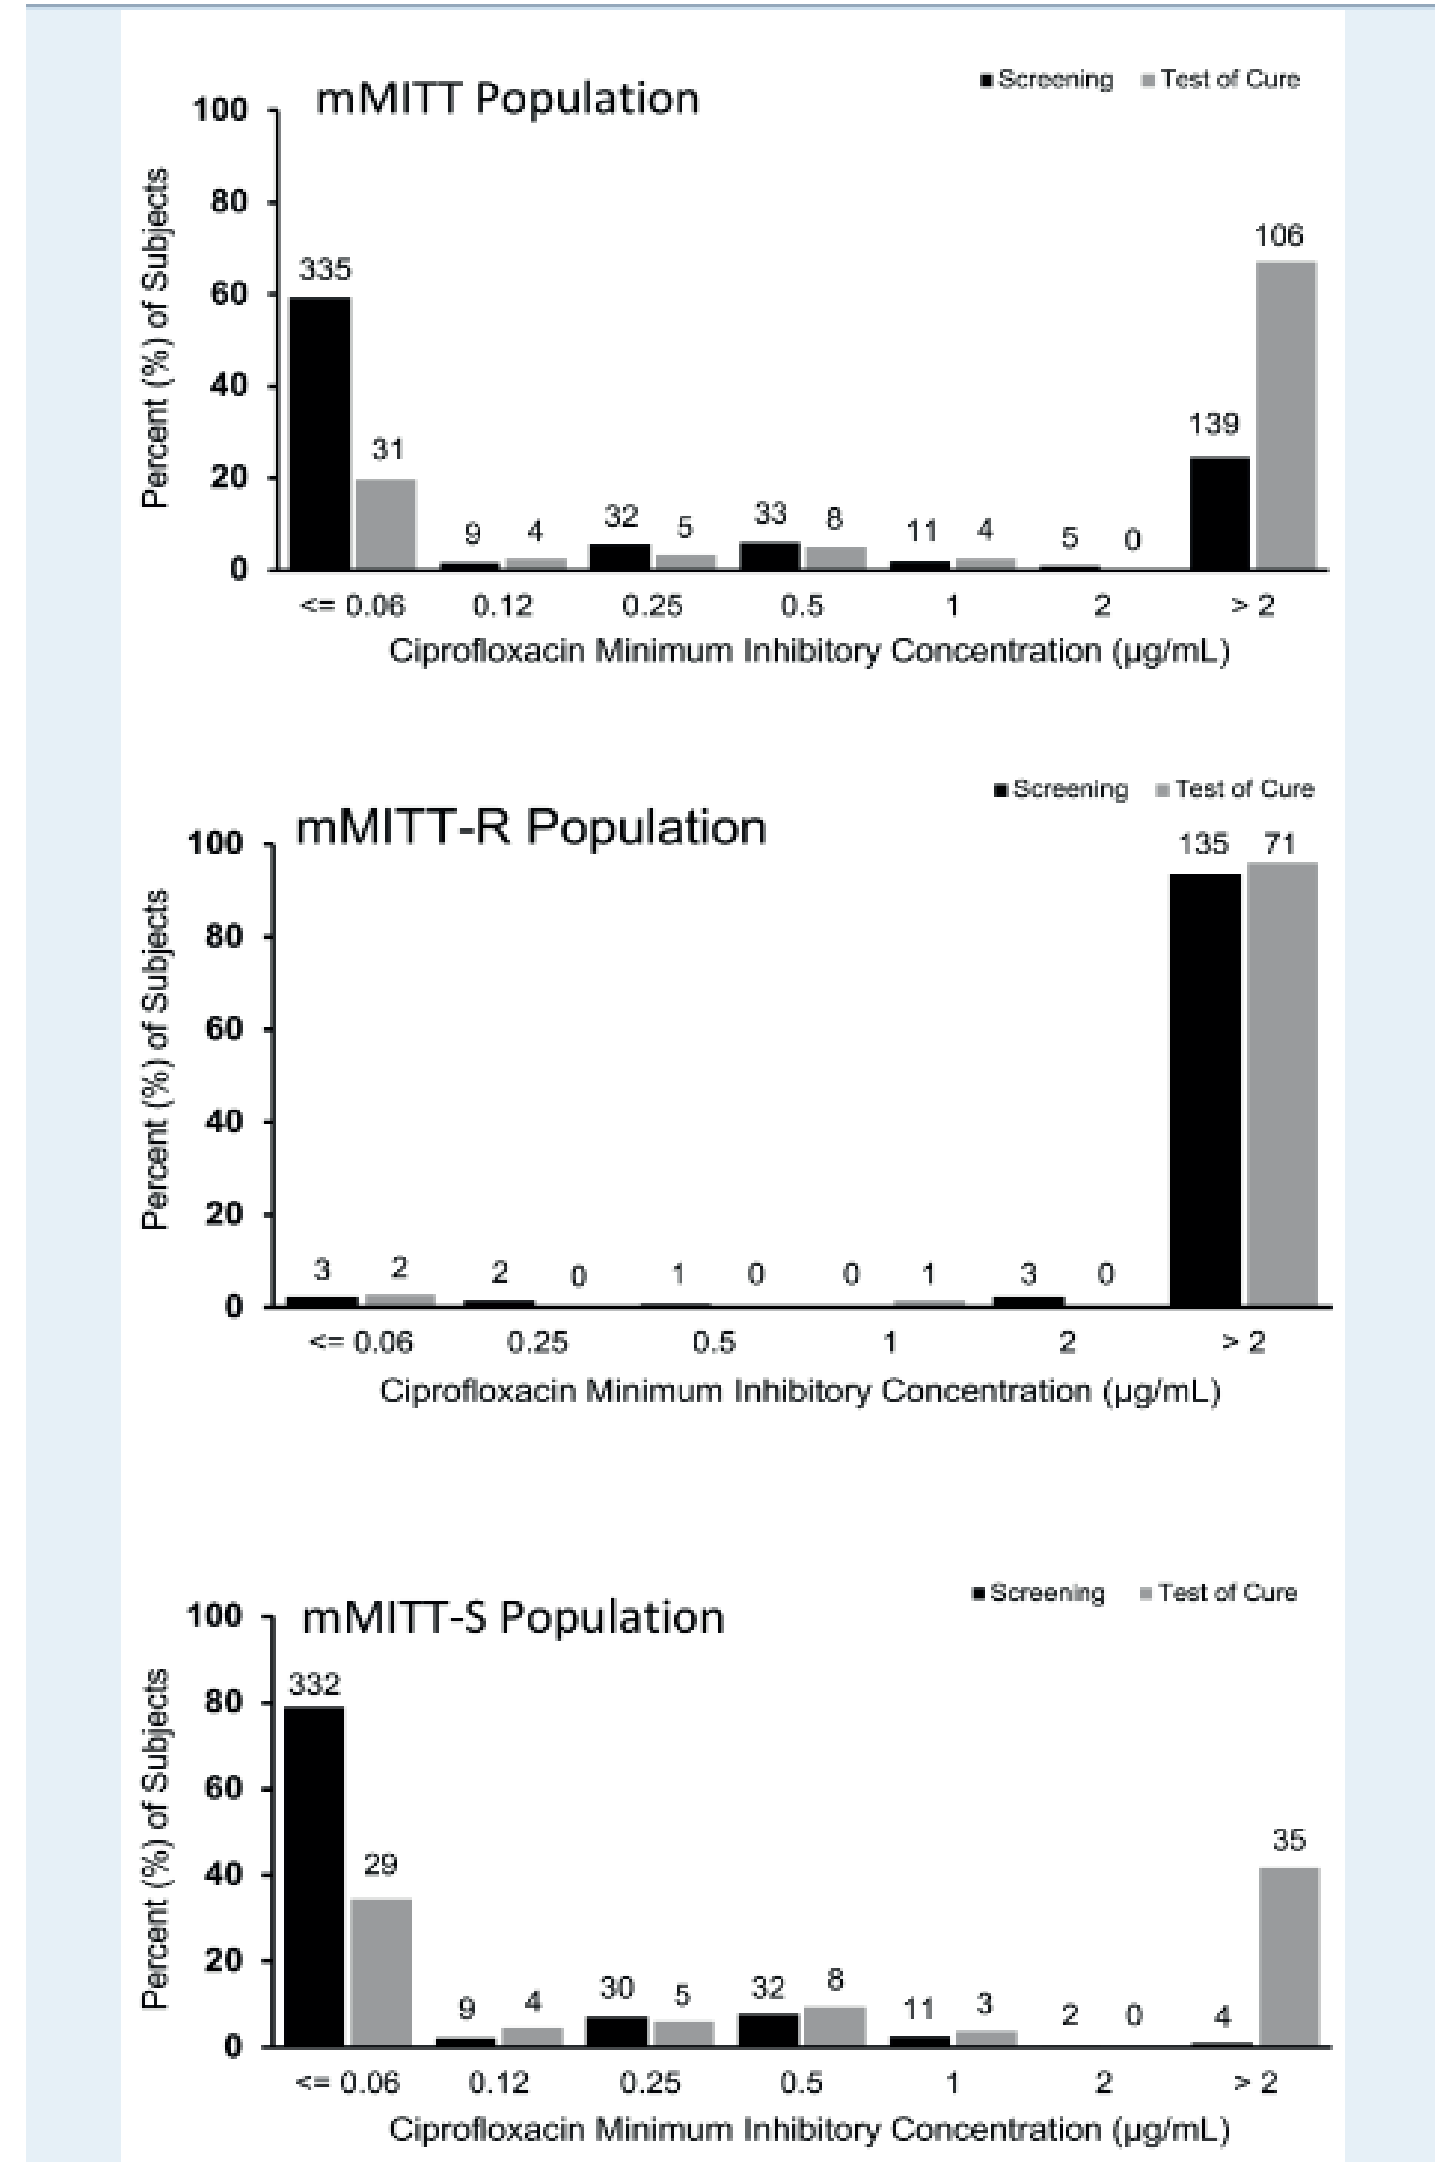 Screening Test of Cure
mMITT Population
100
80
60
40
20
0
Percent (%) of Subjects
335 31 9 4 32 5 33 8 11 4 5 0 139 106
<= 0.06 0.12 0.25 0.5 1 2 > 2
Ciprofloxacin Minimum Inhibitory Concentration (µg/mL)
Screening Test of Cure
mMITT-R Population
100
80
60
40
20
0
Percent (%) of Subjects
3 2 2 0 1 0 0 1 3 0 135 71
<= 0.06 0.25 0.5 1 2 > 2
Ciprofloxacin Minimum Inhibitory Concentration (µg/mL)
Screening Test of Cure
mMITT-S Population
100
80
60
40
20
0
Percent (%) of Subjects
332 29 9 4 30 5 32 8 11 3 2 0 4 35
<= 0.06 0.12 0.25 0.5 1 2 > 2
Ciprofloxacin Minimum Inhibitory Concentration (µg/mL)